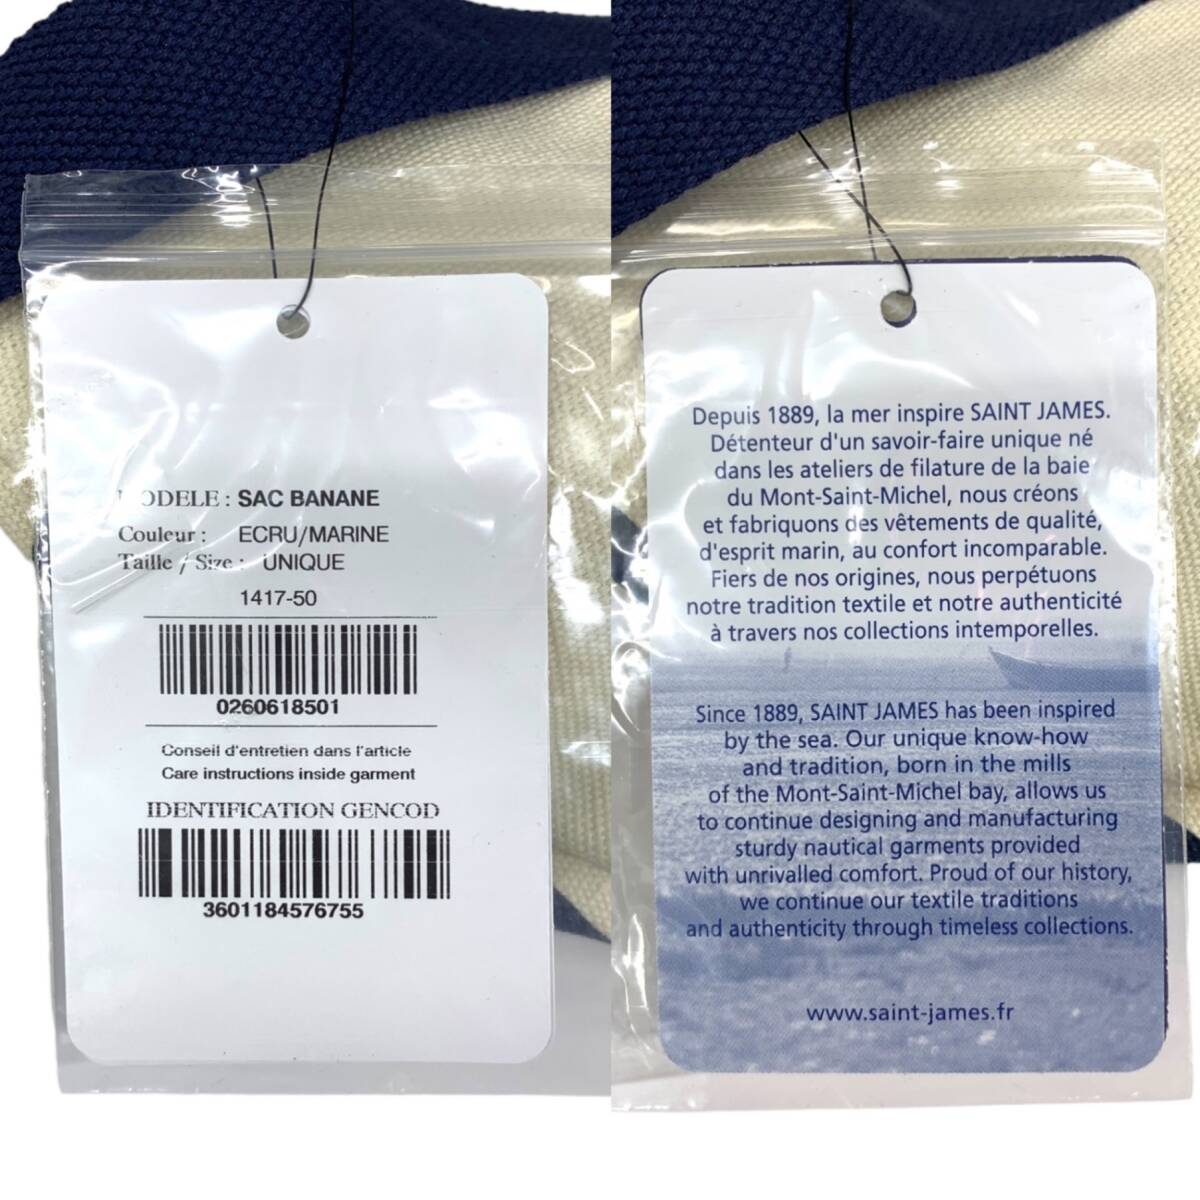 MODELE : SAC BANANE
Couleur : ECRU/MARINE
Taille / Size : UNIQUE
1417-50
0260618501
Conseil d'entretien dans l'article
Care instructions inside garment
IDENTIFICATION GENCOD
3601184576755
Depuis 1889, la mer inspire SAINT JAMES.
Détenteur d'un savoir-faire unique né
dans les ateliers de filature de la baie
du Mont-Saint-Michel, nous créons
et fabriquons des vêtements de qualité,
d'esprit marin, au confort incomparable.
Fiers de nos origines, nous perpétuons
notre tradition textile et notre authenticité
à travers nos collections intemporelles.
Since 1889, SAINT JAMES has been inspired
by the sea. Our unique know-how
and tradition, born in the mills
of the Mont-Saint-Michel bay, allows us
to continue designing and manufacturing
sturdy nautical garments provided
with unrivalled comfort. Proud of our history,
we continue our textile traditions
and authenticity through timeless collections.
www.saint-james.fr